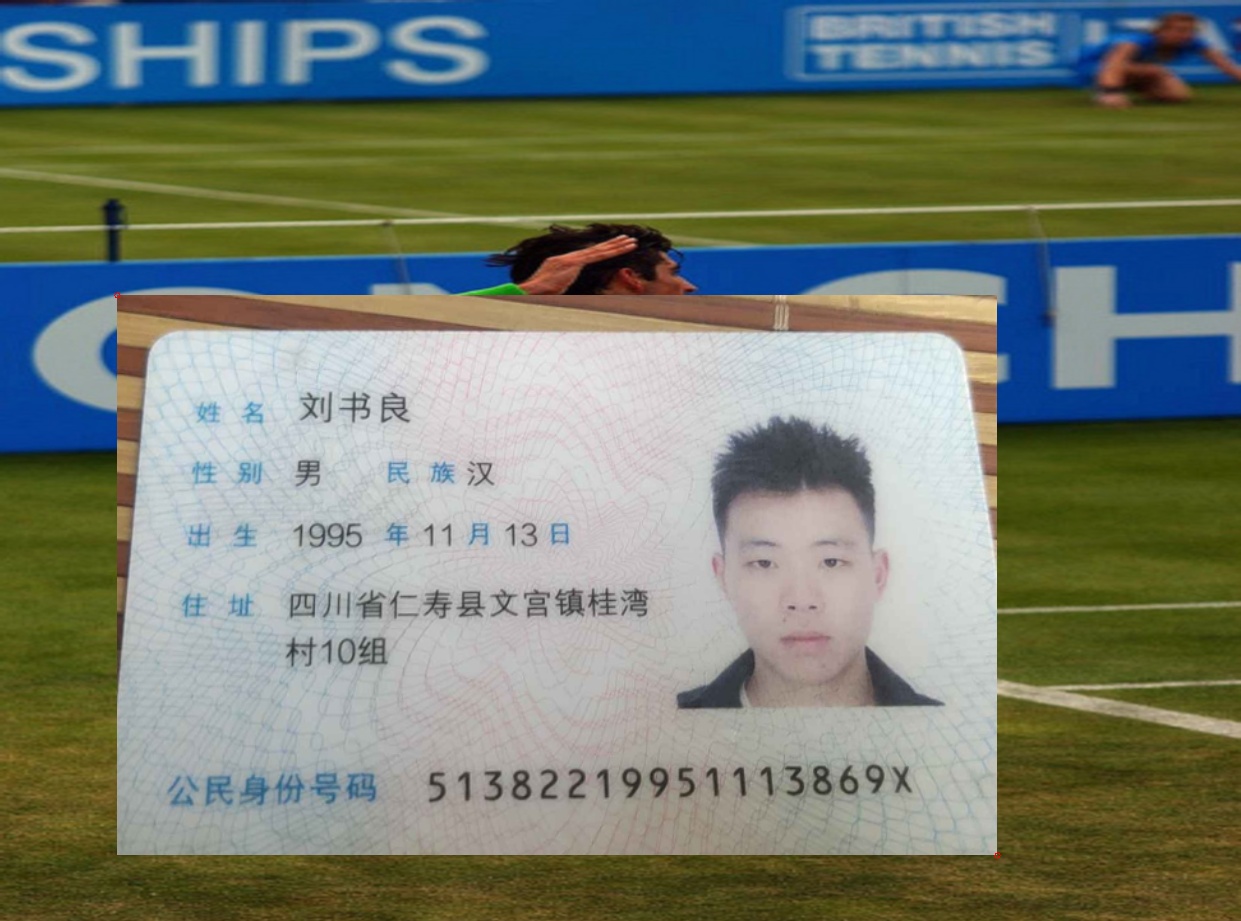 SHIPS
BRITISH
TENNIS
CH
姓名 刘书良
性别 男 民族 汉
出生 1995 年 11 月 13 日
住址 四川省仁寿县文宫镇桂湾
村10组
公民身份号码 51382219951113869X